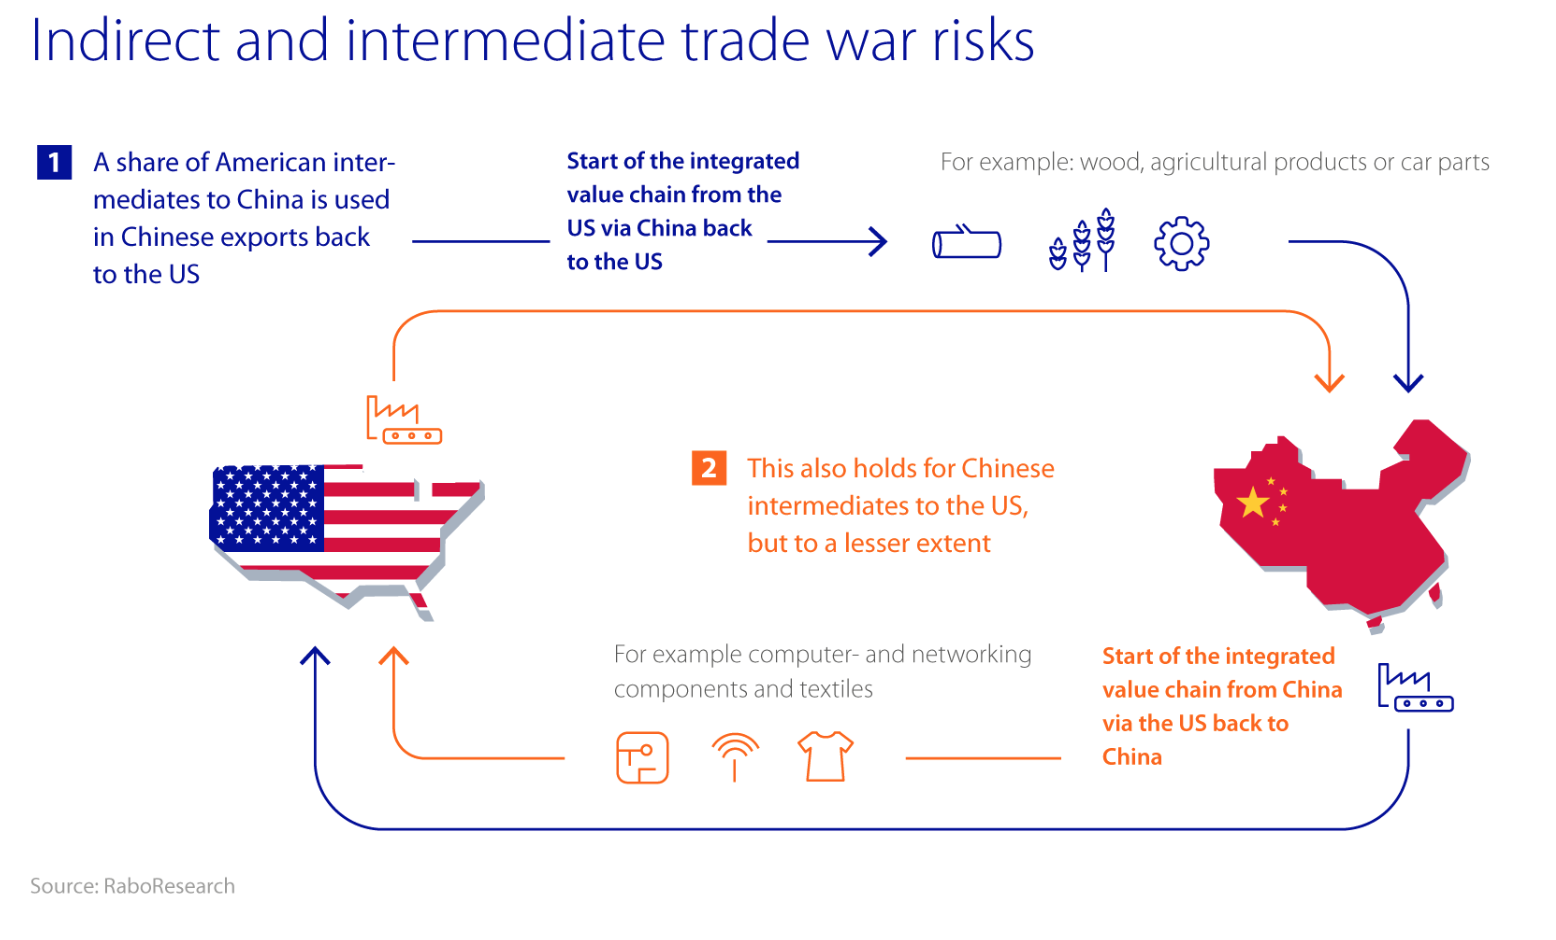 Indirect and intermediate trade war risks
1
A share of American inter-
mediates to China is used
in Chinese exports back
to the US
Start of the integrated
value chain from the
US via China back
to the US
For example: wood, agricultural products or car parts
2
This also holds for Chinese
intermediates to the US,
but to a lesser extent
For example computer- and networking
components and textiles
Start of the integrated
value chain from China
via the US back to
China
Source: RaboResearch